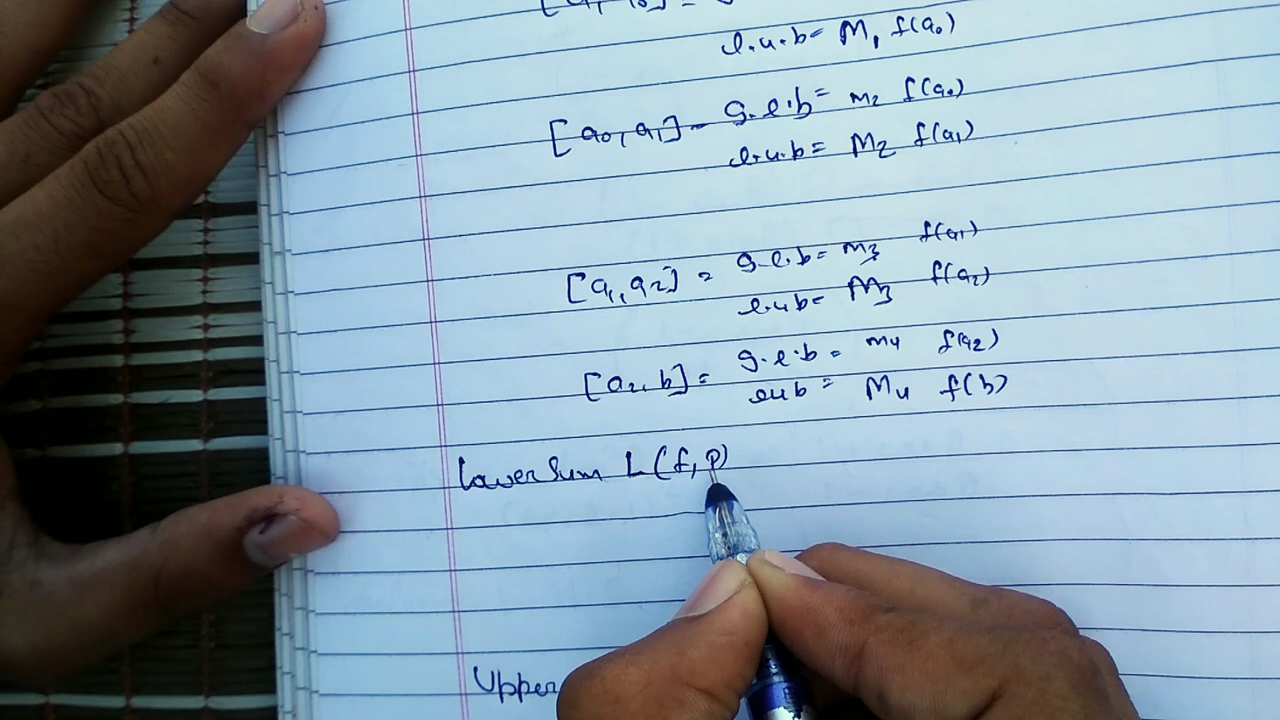 l.u.b= M₁ f(a₀)
[a₀, a₁] - g.l.b= m₂ f(a₀)
l.u.b= M₂ f(a₁)
[a₁, a₂] = g.l.b= m₃ f(a₁)
l.u.b= M₃ f(a₂)
[a₂, b] = g.l.b = m₄ f(a₂)
lub = M₄ f(b)
Lower Sum L(f, P)
Upper